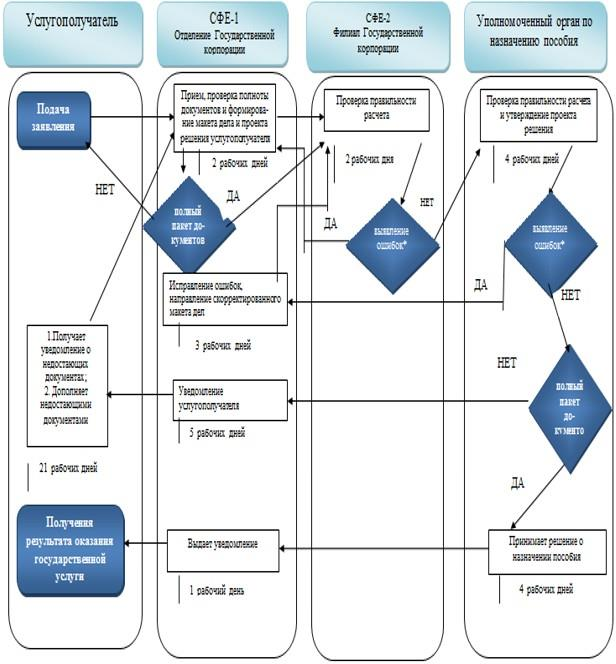 Услугополучатель
СФЕ-1
Отделение Государственной
корпорации
СФЕ-2
Филиал Государственной
корпорации
Уполномоченный орган по
назначению пособия
Подача
заявления
Прием, проверка полноты
документов и формирова-
ние макета дела и проекта
решения услугополучателя
2 рабочих дней
Проверка правильности
расчета
2 рабочих дня
Проверка правильности расчета
и утверждение проекта
решения
4 рабочих дней
НЕТ
ДА
полный
пакет до-
кументов
ДА
НЕТ
выявление
ошибок*
выявление
ошибок*
ДА
НЕТ
Исправление ошибок,
направление скорректированного
макета дел
3 рабочих дней
1.Получает
уведомление о
недостающих
документах;
2. Дополняет
недостающими
документами
21 рабочих дней
Уведомление
услугополучателя
5 рабочих дней
НЕТ
полный
пакет
до-
кументо
ДА
Получения
результата оказания
государственной
услуги
Выдает уведомление
1 рабочий день
Принимает решение о
назначении пособия
4 рабочих дней